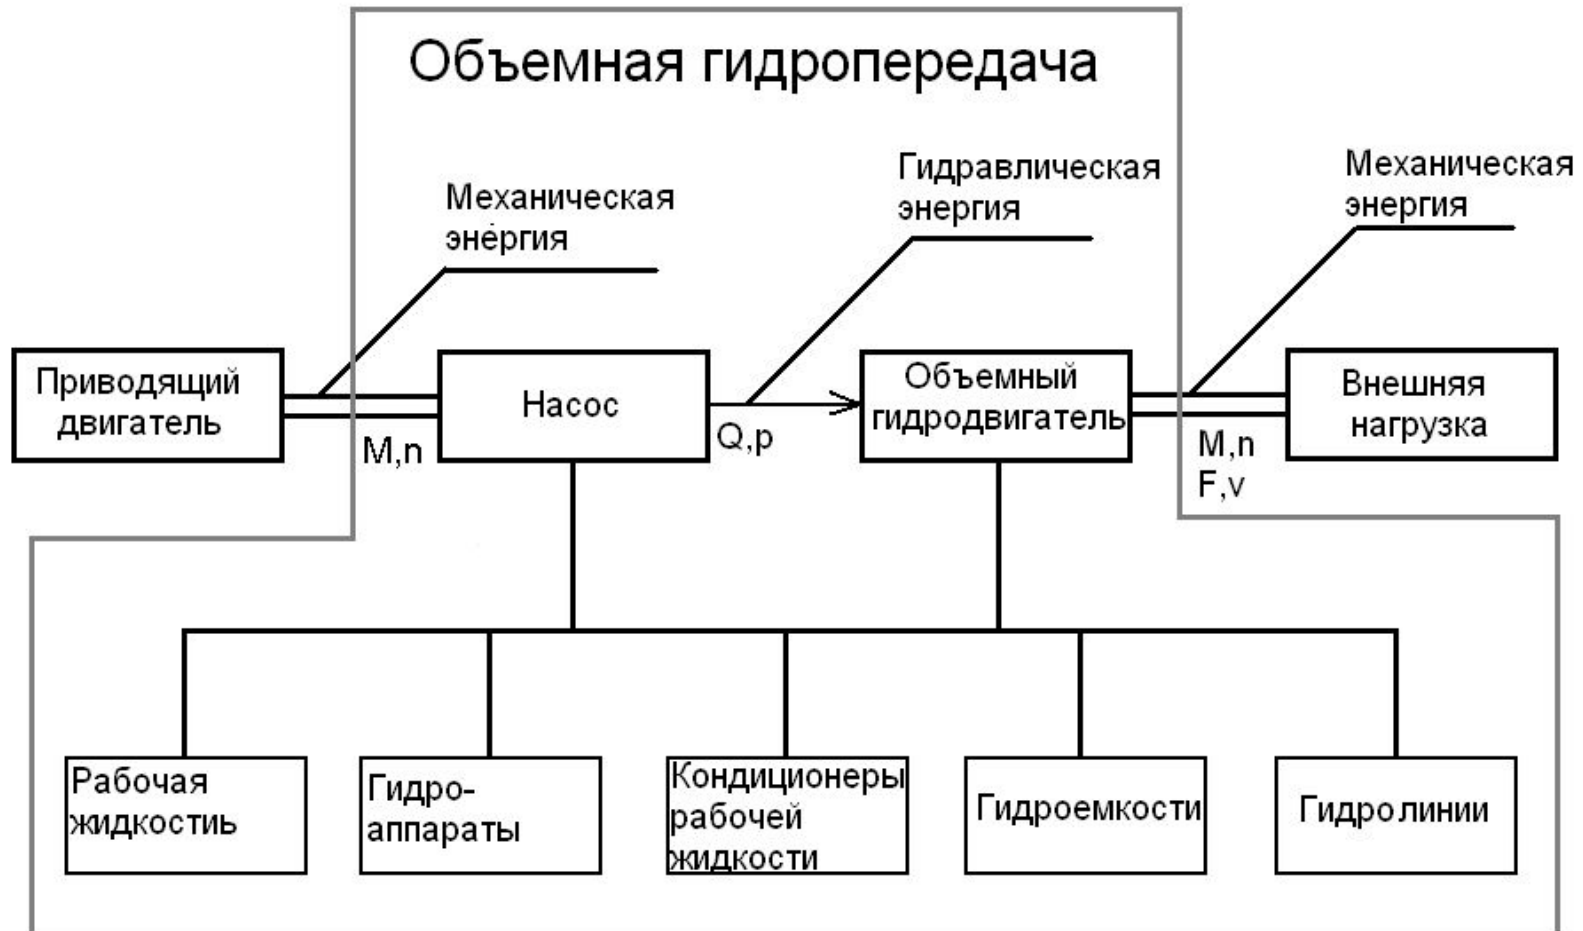 Объемная гидропередача
Механическая
энергия
Гидравлическая
энергия
Механическая
энергия
Приводящий
двигатель
Насос
Объемный
гидродвигатель
Внешняя
нагрузка
M,n
Q,p
M,n
F,v
Рабочая
жидкостиь
Гидро-
аппараты
Кондиционеры
рабочей
жидкости
Гидроемкости
Гидролинии